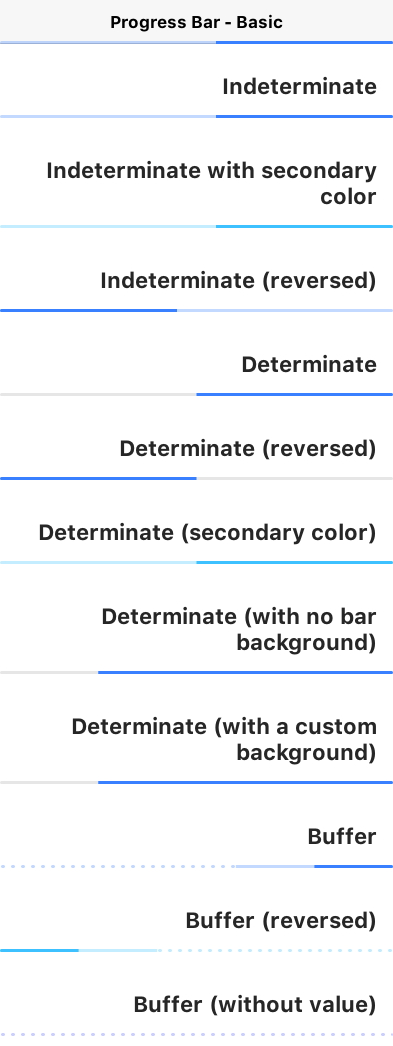 Progress Bar - Basic
Indeterminate
Indeterminate with secondary
color
Indeterminate (reversed)
Determinate
Determinate (reversed)
Determinate (secondary color)
Determinate (with no bar
background)
Determinate (with a custom
background)
Buffer
Buffer (reversed)
Buffer (without value)